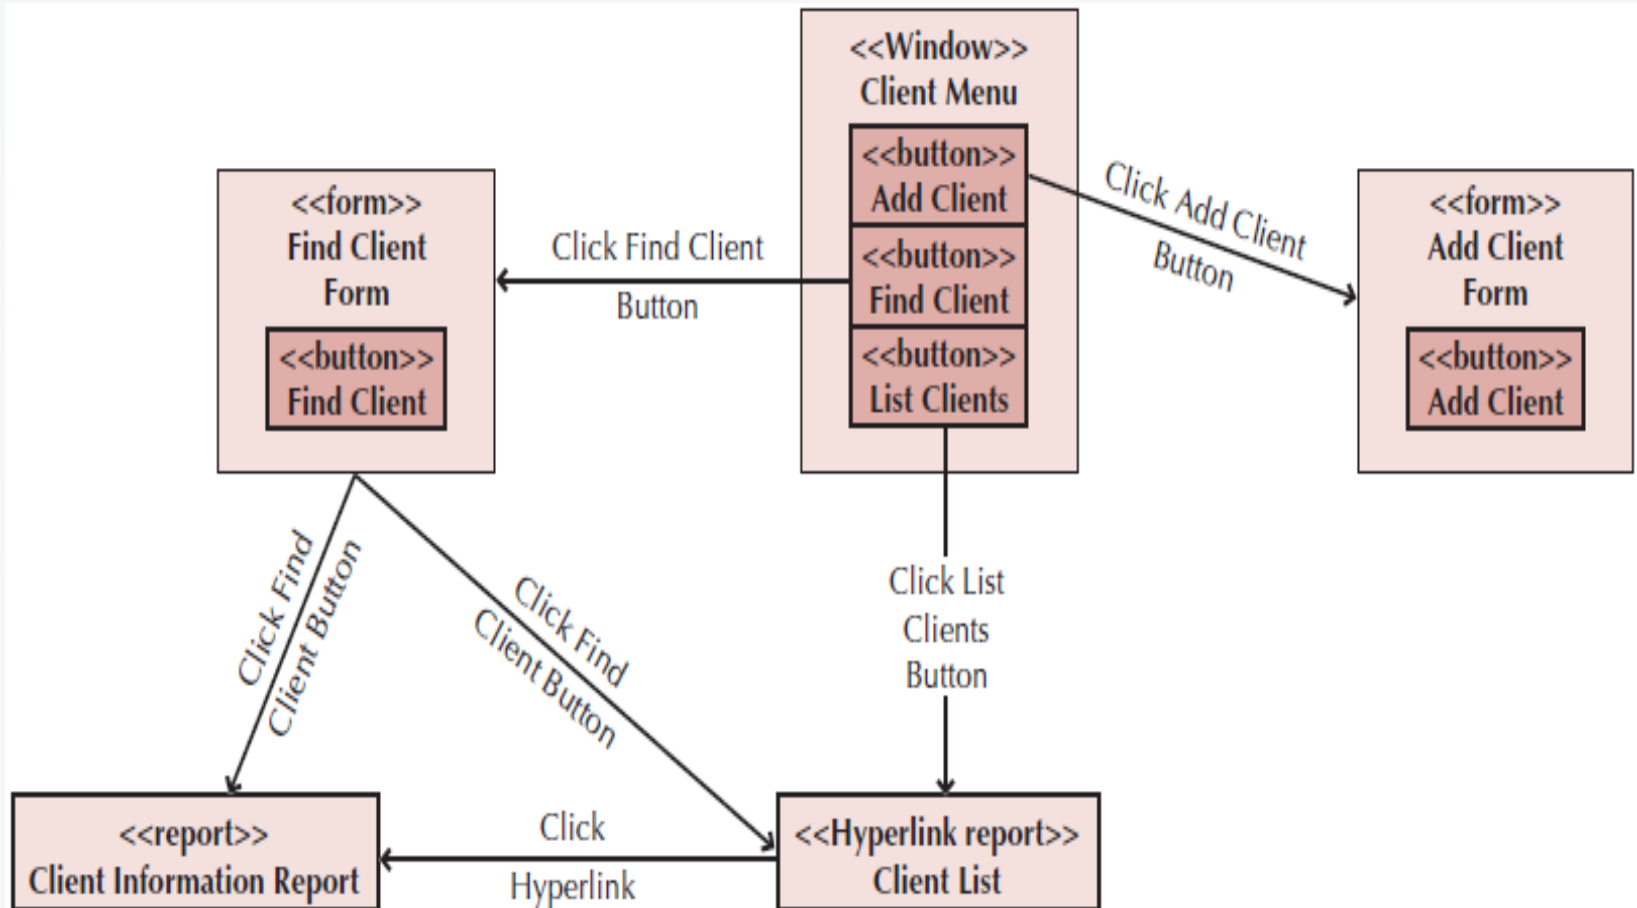 <<Window>>
Client Menu
<<button>>
Add Client
<<button>>
Find Client
<<button>>
List Clients
<<form>>
Find Client
Form
<<button>>
Find Client
Click Find Client
Button
Click Add Client
Button
<<form>>
Add Client
Form
<<button>>
Add Client
Click Find
Client Button
Click Find
Client Button
Click List
Clients
Button
<<report>>
Client Information Report
Click
Hyperlink
<<Hyperlink report>>
Client List